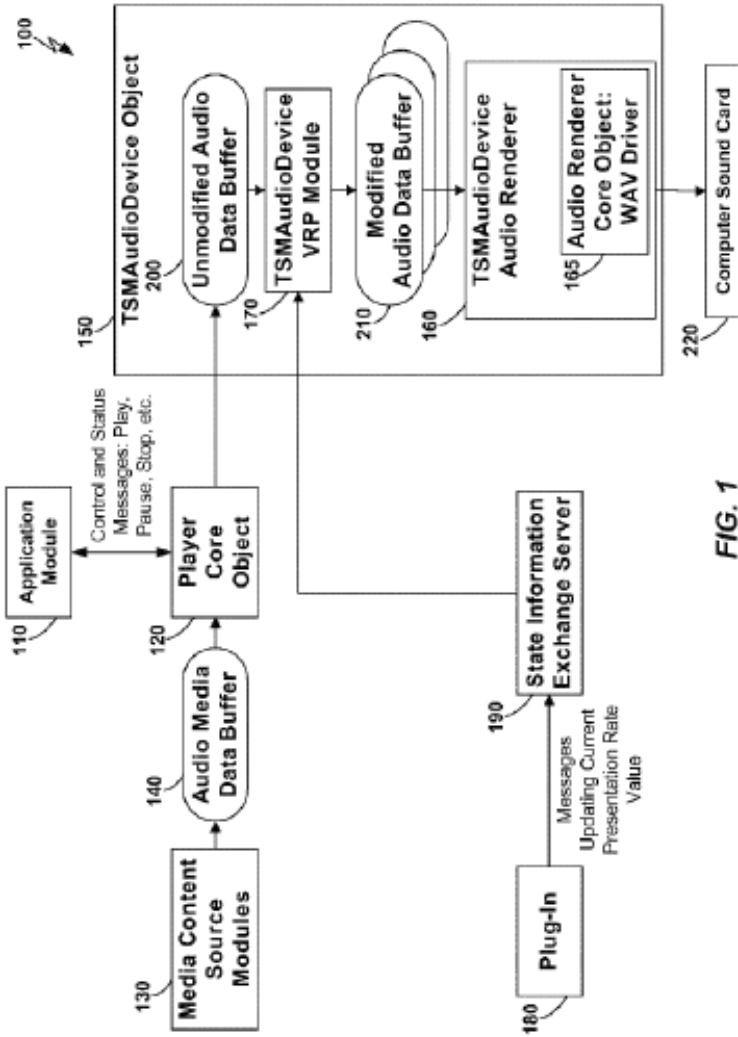 100
110
Application
Module
Control and Status
Messages: Play,
Pause, Stop, etc.
130
Media Content
Source
Modules
140
Audio Media
Data Buffer
120
Player
Core
Object
150
TSMAudioDevice Object
200
Unmodified Audio
Data Buffer
170
TSMAudioDevice
VRP Module
210
Modified
Audio Data Buffer
160
TSMAudioDevice
Audio Renderer
165
Audio Renderer
Core Object:
WAV Driver
220
Computer Sound Card
180
Plug-In
Messages
Updating Current
Presentation Rate
Value
190
State Information
Exchange Server
FIG. 1